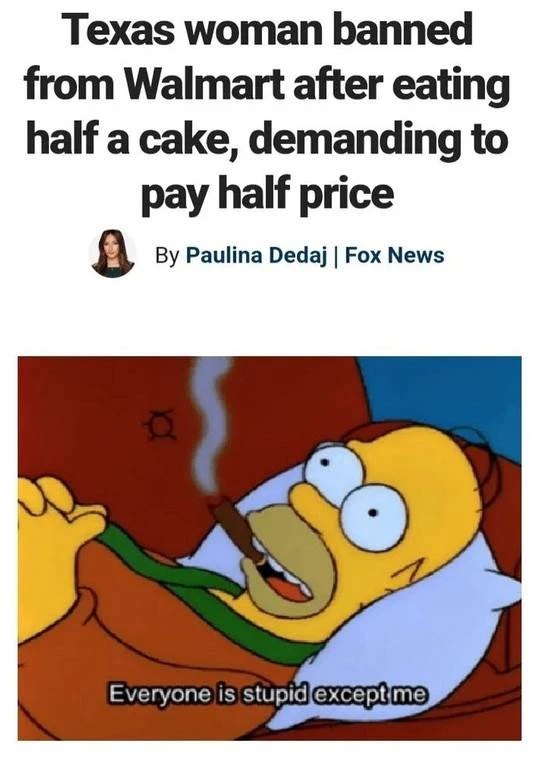 Texas woman banned
from Walmart after eating
half a cake, demanding to
pay half price
By Paulina Dedaj | Fox News
Everyone is stupid except me